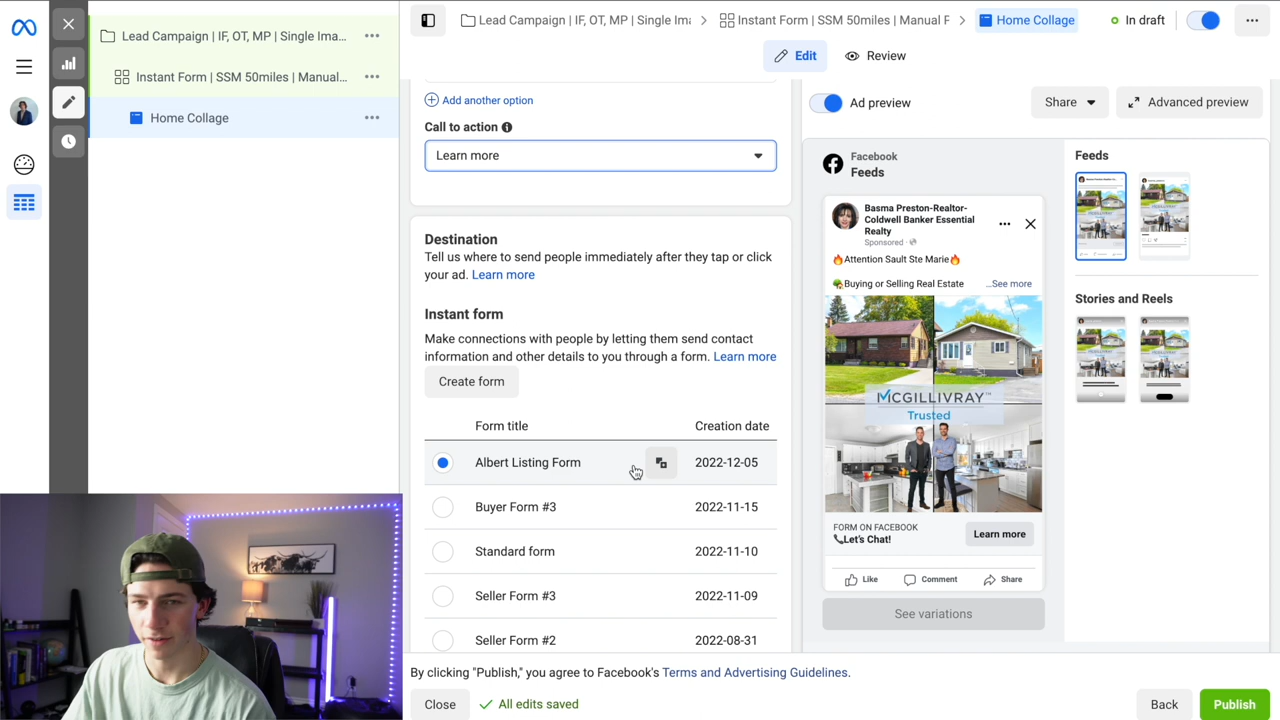 Lead Campaign | IF, OT, MP | Single Ima...
Instant Form | SSM 50miles | Manual...
Home Collage
Lead Campaign | IF, OT, MP | Single Ima
Instant Form | SSM 50miles | Manual F
Home Collage
In draft
Edit
Review
Add another option
Call to action
Learn more
Destination
Tell us where to send people immediately after they tap or click
your ad. Learn more
Instant form
Make connections with people by letting them send contact
information and other details to you through a form. Learn more
Create form
Form title
Creation date
Albert Listing Form
2022-12-05
Buyer Form #3
2022-11-15
Standard form
2022-11-10
Seller Form #3
2022-11-09
Seller Form #2
2022-08-31
Ad preview
Share
Advanced preview
Facebook
Feeds
Basma Preston-Realtor-
Coldwell Banker Essential
Realty
Sponsored ·
🔥Attention Sault Ste Marie🔥
🏡Buying or Selling Real Estate
...See more
MCGILLIVRAY™
Trusted
FORM ON FACEBOOK
📞Let's Chat!
Learn more
Like
Comment
Share
See variations
Feeds
Stories and Reels
By clicking "Publish," you agree to Facebook's Terms and Advertising Guidelines.
Close
All edits saved
Back
Publish